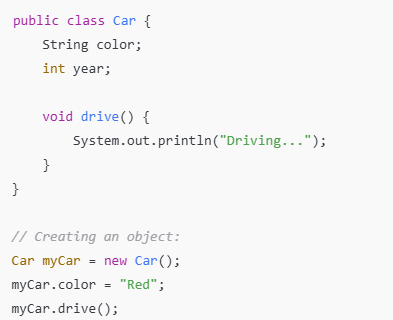 public class Car {
    String color;
    int year;

    void drive() {
        System.out.println("Driving...");
    }
}

// Creating an object:
Car myCar = new Car();
myCar.color = "Red";
myCar.drive();